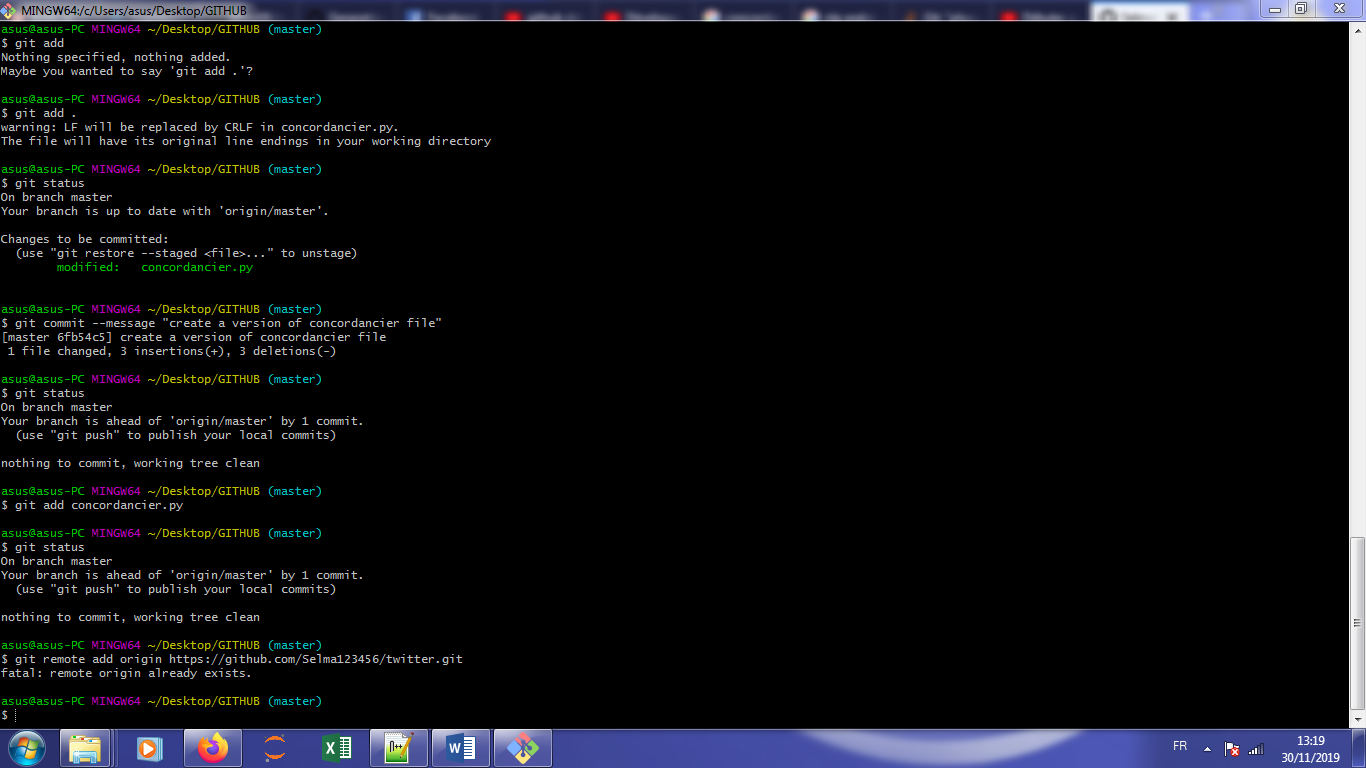 MINGW64:/c/Users/asus/Desktop/GITHUB
asus@asus-PC MINGW64 ~/Desktop/GITHUB (master)
$ git add
Nothing specified, nothing added.
Maybe you wanted to say 'git add .'?
asus@asus-PC MINGW64 ~/Desktop/GITHUB (master)
$ git add .
warning: LF will be replaced by CRLF in concordancier.py.
The file will have its original line endings in your working directory
asus@asus-PC MINGW64 ~/Desktop/GITHUB (master)
$ git status
On branch master
Your branch is up to date with 'origin/master'.
Changes to be committed:
  (use "git restore --staged <file>..." to unstage)
        modified:   concordancier.py
asus@asus-PC MINGW64 ~/Desktop/GITHUB (master)
$ git commit --message "create a version of concordancier file"
[master 6fb54c5] create a version of concordancier file
 1 file changed, 3 insertions(+), 3 deletions(-)
asus@asus-PC MINGW64 ~/Desktop/GITHUB (master)
$ git status
On branch master
Your branch is ahead of 'origin/master' by 1 commit.
  (use "git push" to publish your local commits)
nothing to commit, working tree clean
asus@asus-PC MINGW64 ~/Desktop/GITHUB (master)
$ git add concordancier.py
asus@asus-PC MINGW64 ~/Desktop/GITHUB (master)
$ git status
On branch master
Your branch is ahead of 'origin/master' by 1 commit.
  (use "git push" to publish your local commits)
nothing to commit, working tree clean
asus@asus-PC MINGW64 ~/Desktop/GITHUB (master)
$ git remote add origin https://github.com/Selma123456/twitter.git
fatal: remote origin already exists.
asus@asus-PC MINGW64 ~/Desktop/GITHUB (master)
$
FR
13:19
30/11/2019